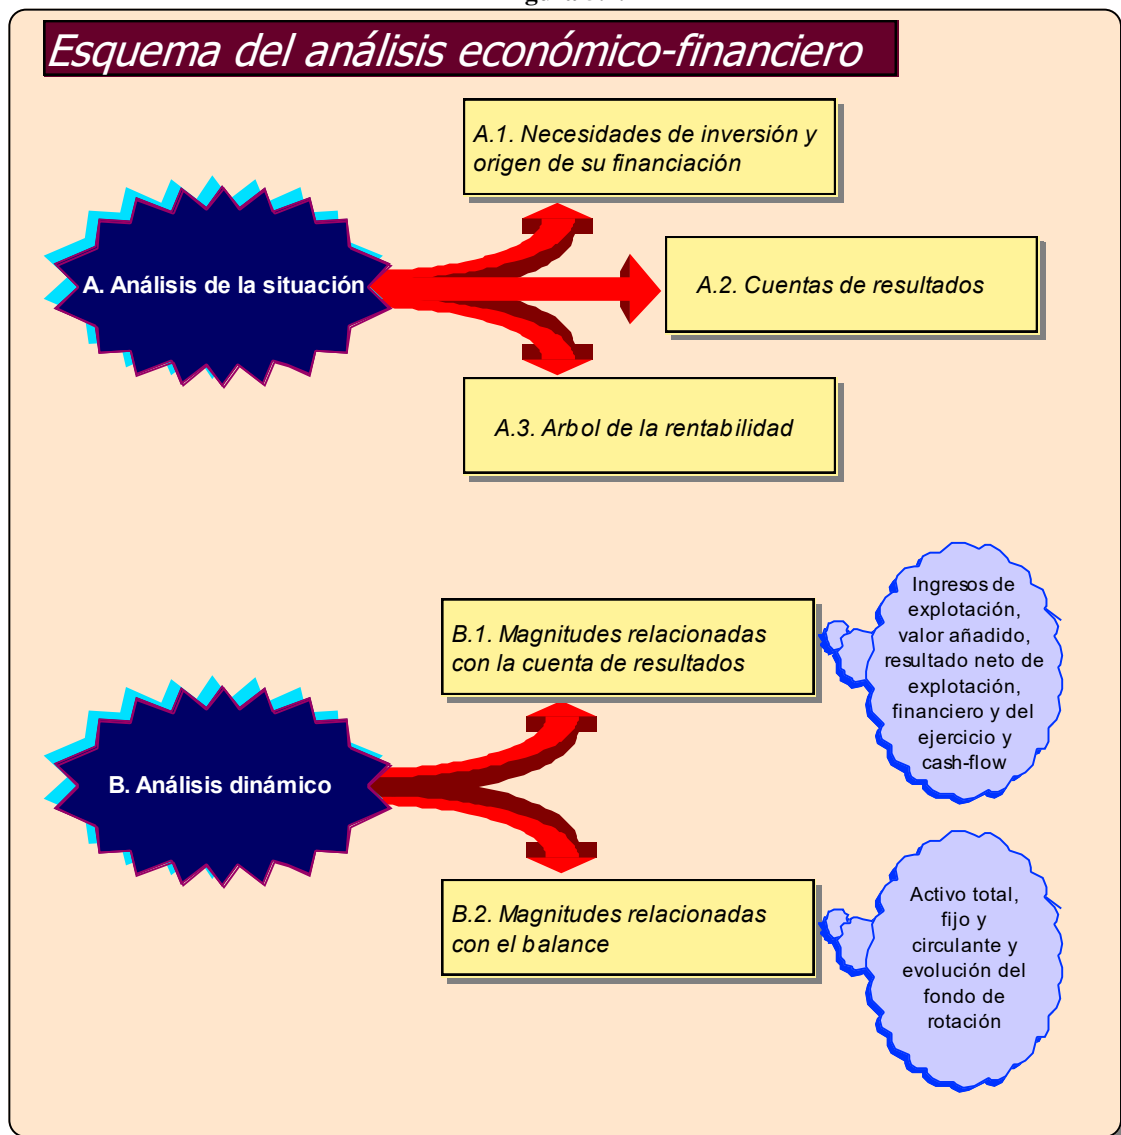 Esquema del análisis económico-financiero
A.1. Necesidades de inversión y
origen de su financiación
A. Análisis de la situación
A.2. Cuentas de resultados
A.3. Arbol de la rentabilidad
B.1. Magnitudes relacionadas
con la cuenta de resultados
Ingresos de
explotación,
valor añadido,
resultado neto de
explotación,
financiero y del
ejercicio y
cash-flow
B. Análisis dinámico
B.2. Magnitudes relacionadas
con el balance
Activo total,
fijo y
circulante y
evolución del
fondo de
rotación